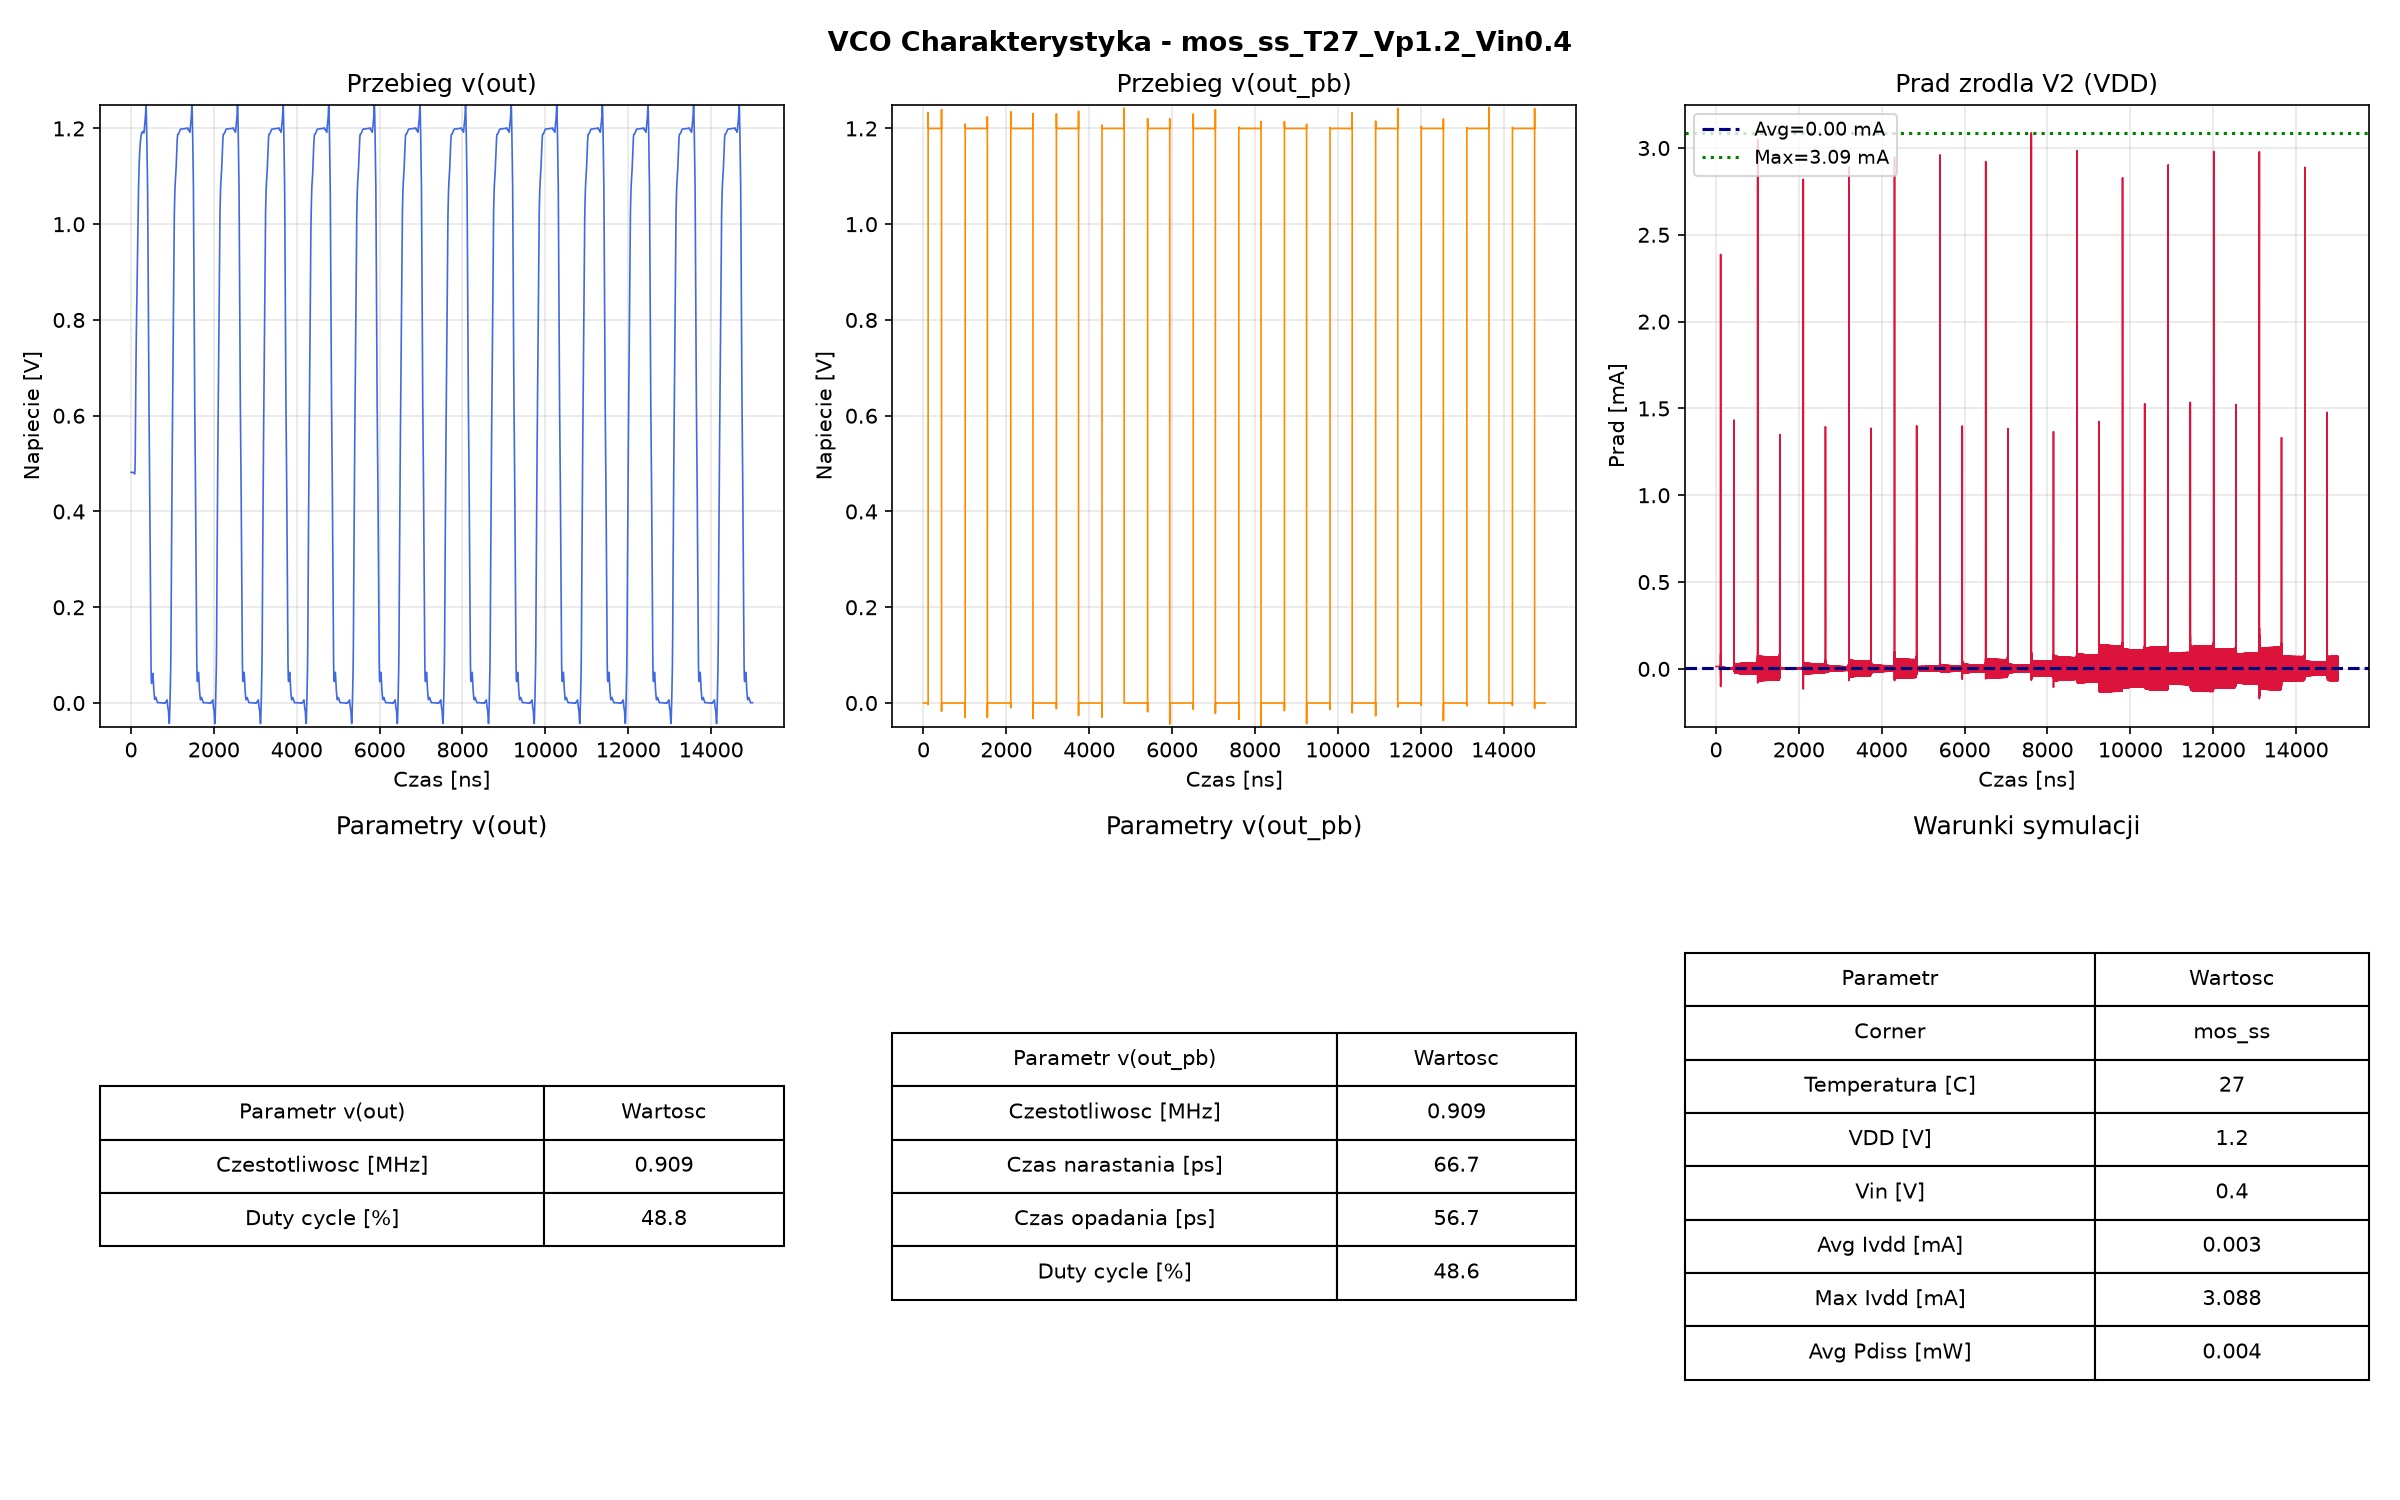 VCO Charakterystyka - mos_ss_T27_Vp1.2_Vin0.4
Przebieg v(out)
Napiecie [V]
1.2
1.0
0.8
0.6
0.4
0.2
0.0
0 2000 4000 6000 8000 10000 12000 14000
Czas [ns]
Przebieg v(out_pb)
Napiecie [V]
1.2
1.0
0.8
0.6
0.4
0.2
0.0
0 2000 4000 6000 8000 10000 12000 14000
Czas [ns]
Prad zrodla V2 (VDD)
Avg=0.00 mA
Max=3.09 mA
Prad [mA]
3.0
2.5
2.0
1.5
1.0
0.5
0.0
0 2000 4000 6000 8000 10000 12000 14000
Czas [ns]
Parametry v(out)
Parametr v(out) Wartosc
Czestotliwosc [MHz] 0.909
Duty cycle [%] 48.8
Parametry v(out_pb)
Parametr v(out_pb) Wartosc
Czestotliwosc [MHz] 0.909
Czas narastania [ps] 66.7
Czas opadania [ps] 56.7
Duty cycle [%] 48.6
Warunki symulacji
Parametr Wartosc
Corner mos_ss
Temperatura [C] 27
VDD [V] 1.2
Vin [V] 0.4
Avg Ivdd [mA] 0.003
Max Ivdd [mA] 3.088
Avg Pdiss [mW] 0.004